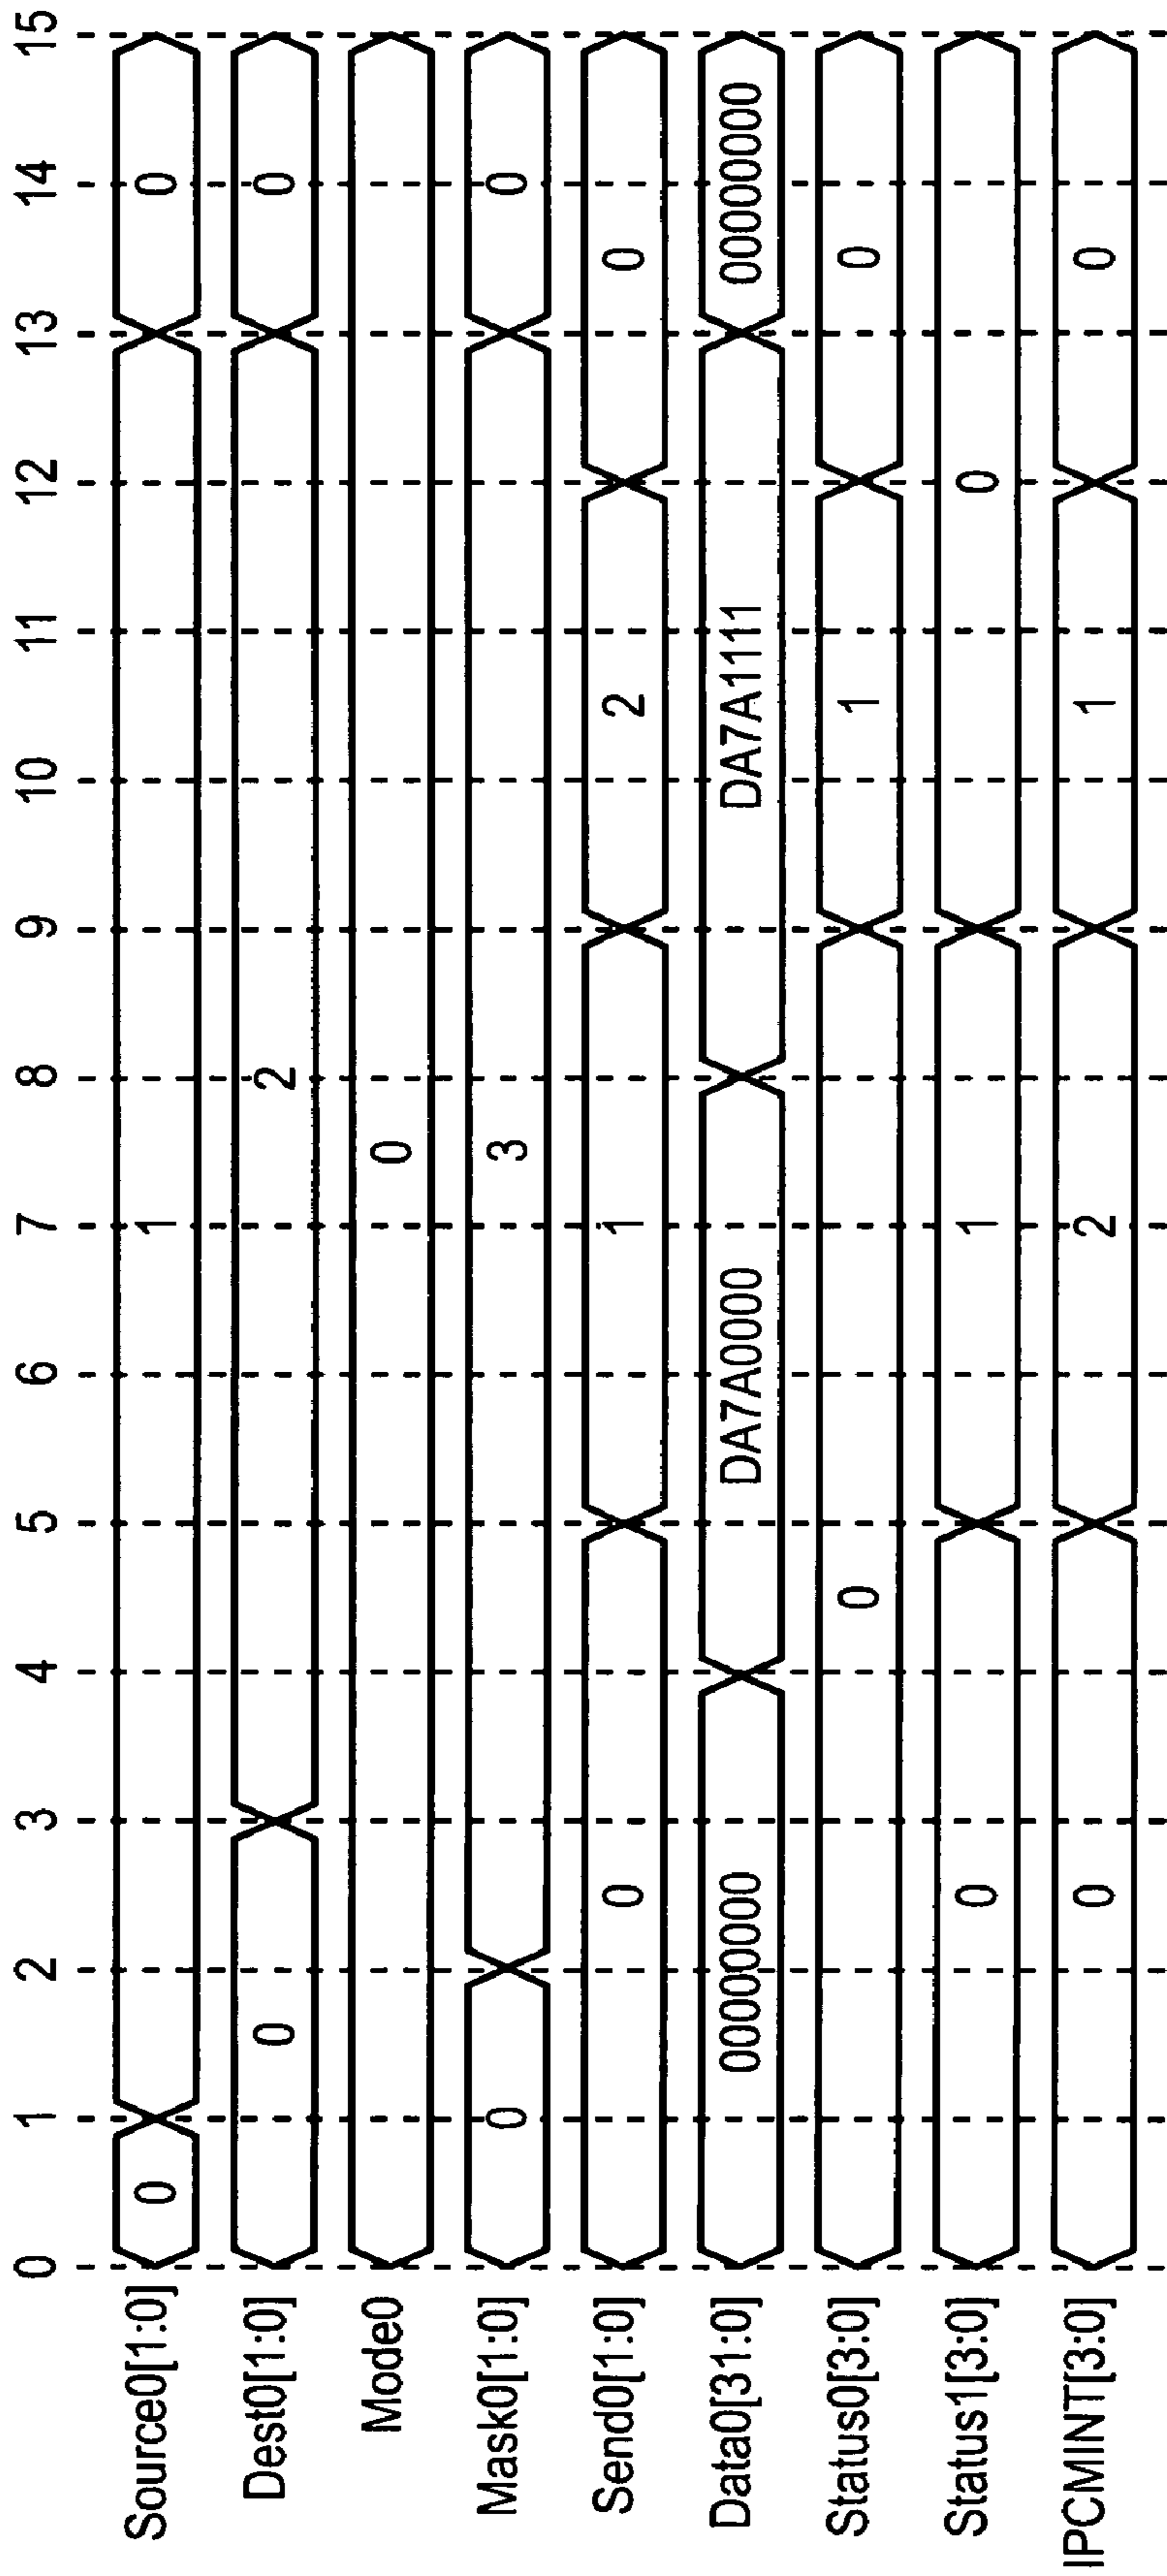 0 1 2 3 4 5 6 7 8 9 10 11 12 13 14 15
Source0[1:0] 0 1 0
Dest0[1:0] 0 2 0
Mode0 0
Mask0[1:0] 0 3 0
Send0[1:0] 0 1 2 0
Data0[31:0] 00000000 DA7A0000 DA7A1111 00000000
Status0[3:0] 0 1 0
Status1[3:0] 0 1 0
IPCMINT[3:0] 0 2 1 0